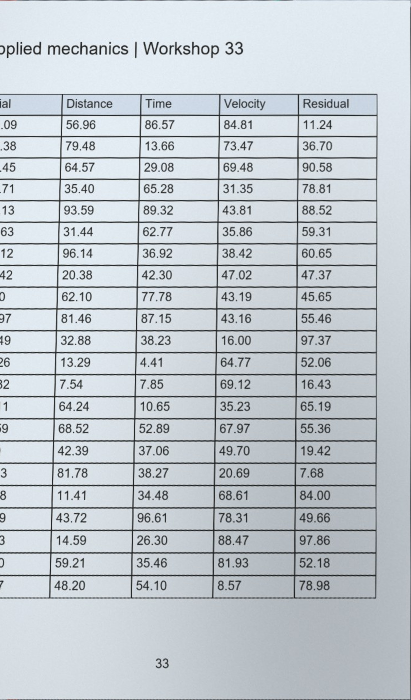 pplied mechanics | Workshop 33
ial Distance Time Velocity Residual
.09 56.96 86.57 84.81 11.24
.38 79.48 13.66 73.47 36.70
.45 64.57 29.08 69.48 90.58
.71 35.40 65.28 31.35 78.81
13 93.59 89.32 43.81 88.52
63 31.44 62.77 35.86 59.31
12 96.14 36.92 38.42 60.65
42 20.38 42.30 47.02 47.37
0 62.10 77.78 43.19 45.65
97 81.46 87.15 43.16 55.46
49 32.88 38.23 16.00 97.37
26 13.29 4.41 64.77 52.06
32 7.54 7.85 69.12 16.43
1 64.24 10.65 35.23 65.19
59 68.52 52.89 67.97 55.36
42.39 37.06 49.70 19.42
3 81.78 38.27 20.69 7.68
8 11.41 34.48 68.61 84.00
9 43.72 96.61 78.31 49.66
3 14.59 26.30 88.47 97.86
0 59.21 35.46 81.93 52.18
7 48.20 54.10 8.57 78.98
33